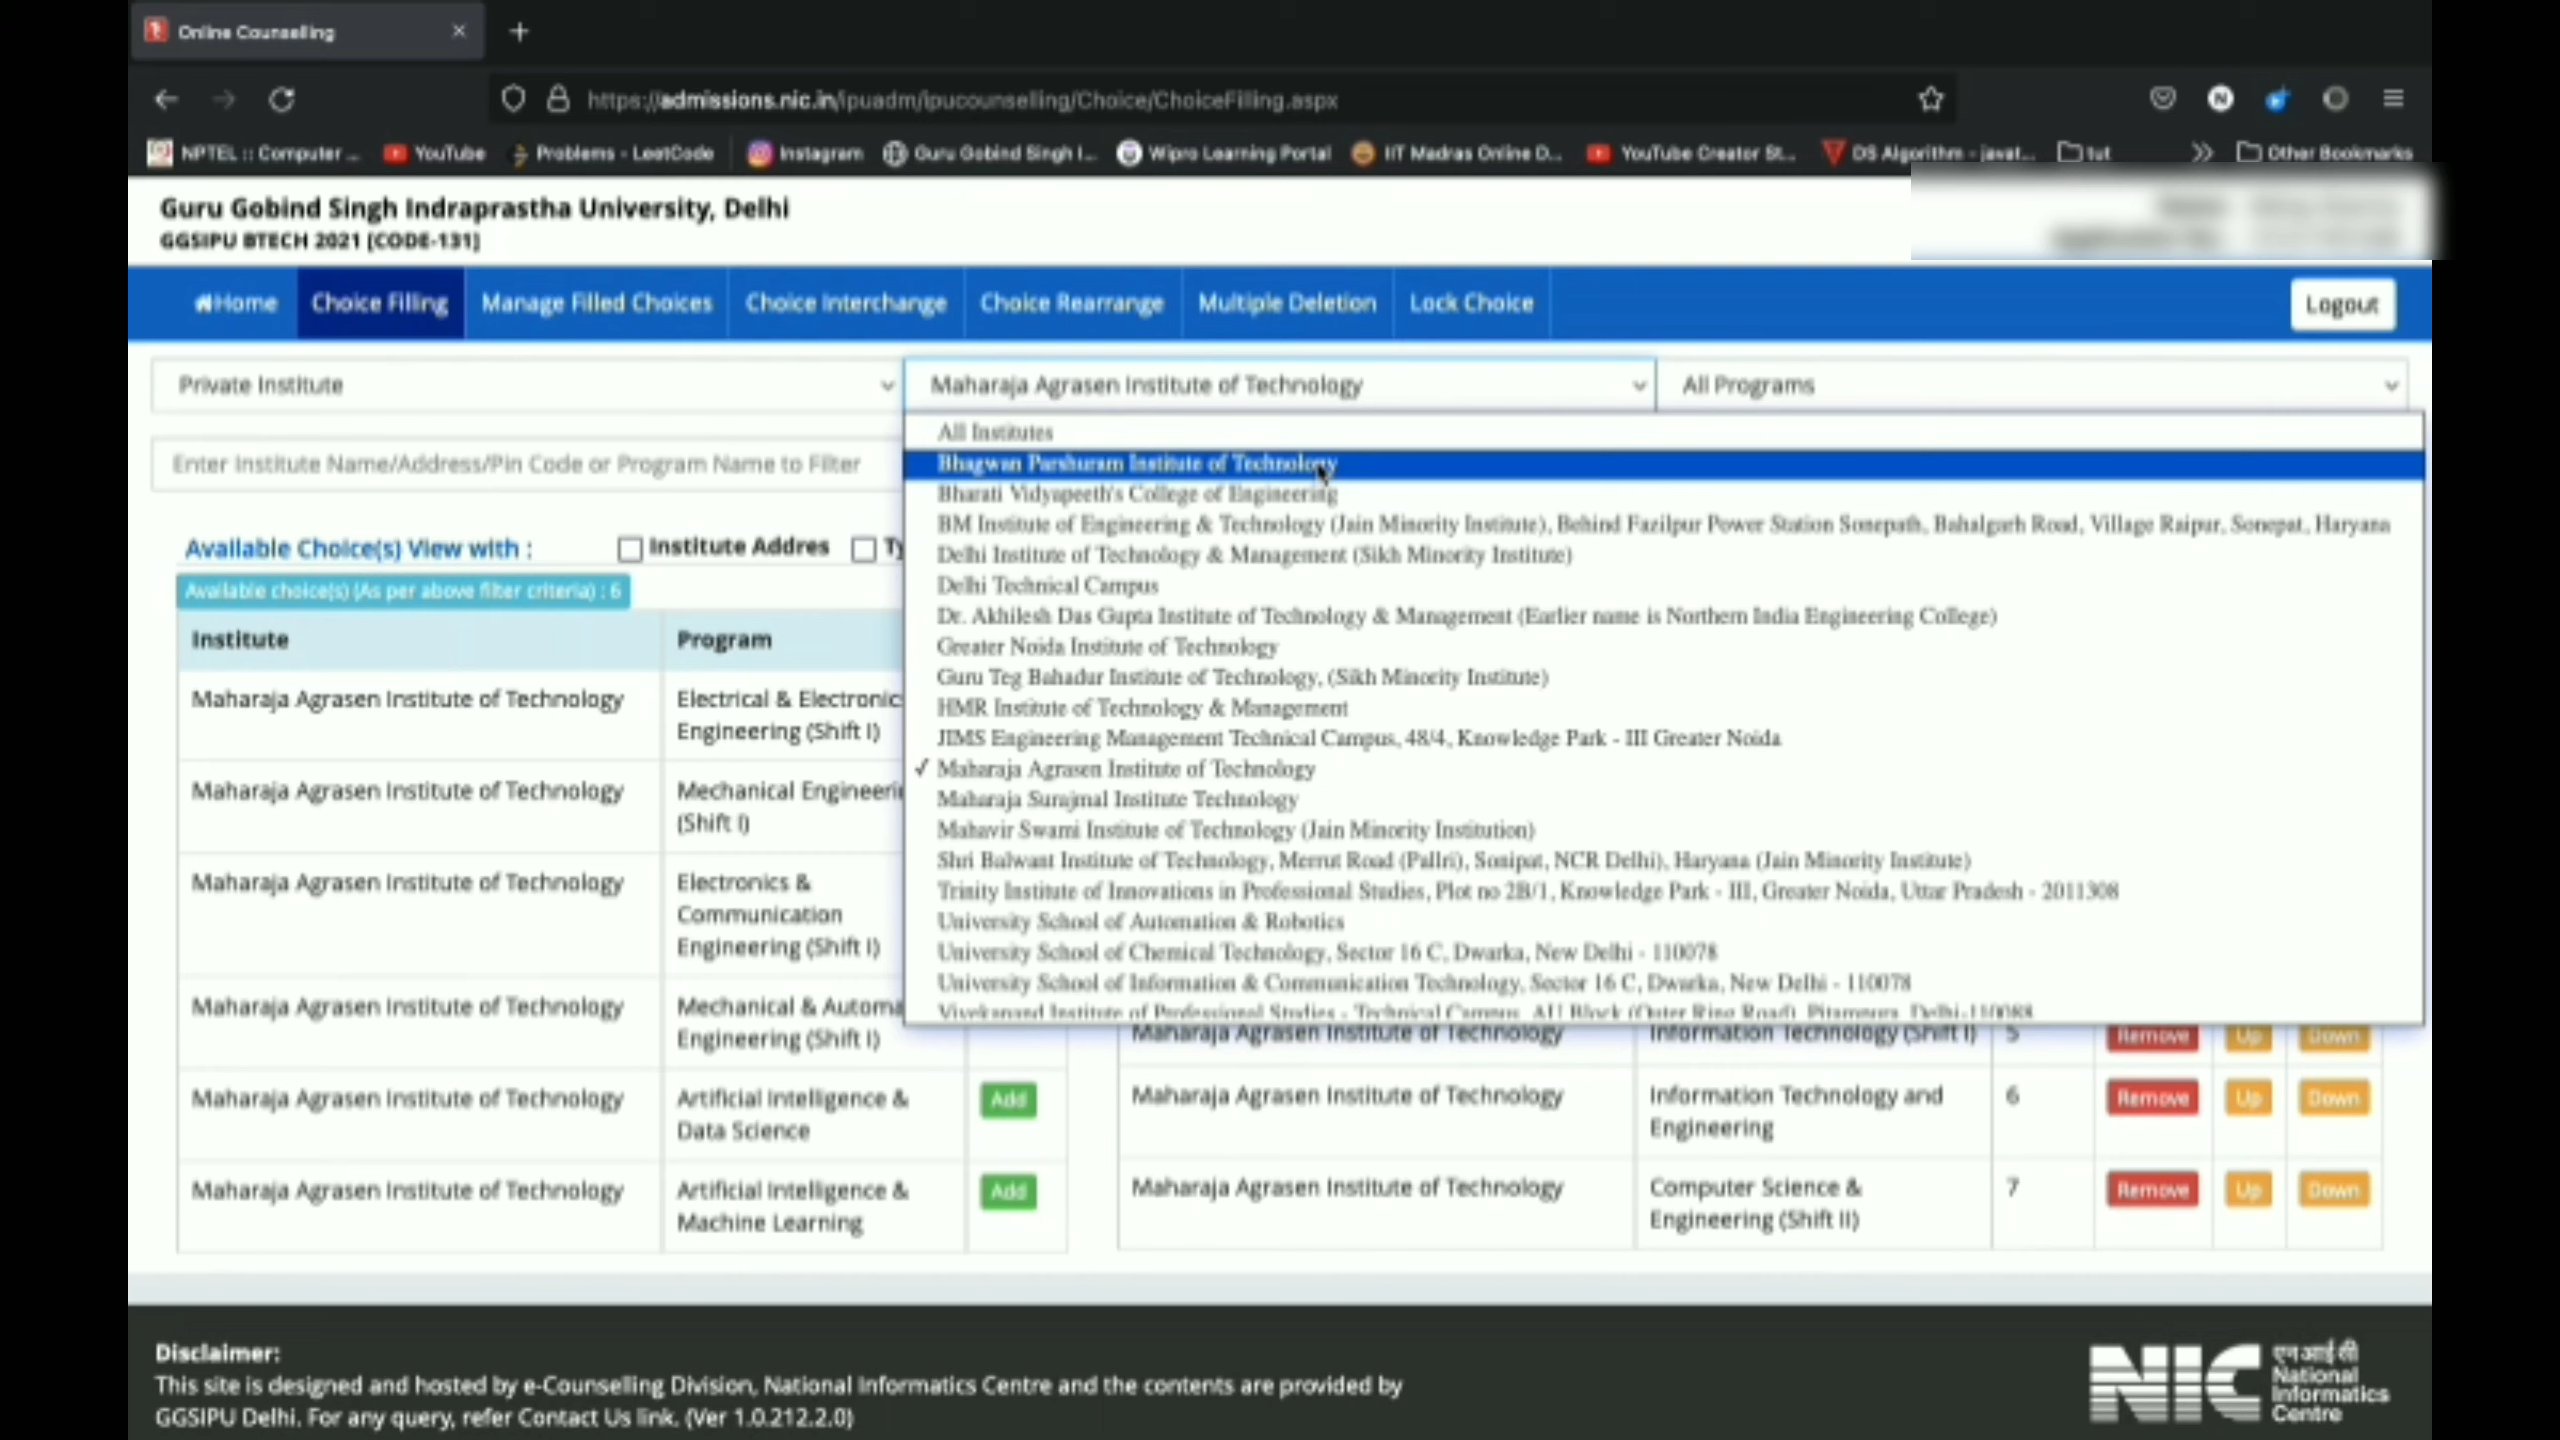 Online Counselling
https://admissions.nic.in/ipuadm/ipucounselling/Choice/ChoiceFilling.aspx
NPTEL :: Computer ... YouTube Problems - LeetCode Instagram Guru Gobind Singh I... Wipro Learning Portal IIT Madras Online D... YouTube Creator St... DS Algorithm - javat... tut Other Bookmarks
Guru Gobind Singh Indraprastha University, Delhi
GGSIPU BTECH 2021 [CODE-131]
Home Choice Filling Manage Filled Choices Choice Interchange Choice Rearrange Multiple Deletion Lock Choice Logout
Private Institute Maharaja Agrasen Institute of Technology All Programs
Enter Institute Name/Address/Pin Code or Program Name to Filter
All Institutes
Bhagwan Parshuram Institute of Technology
Bharati Vidyapeeth's College of Engineering
BM Institute of Engineering & Technology (Jain Minority Institute), Behind Fazilpur Power Station Sonepath, Bahalgarh Road, Village Raipur, Sonepat, Haryana
Delhi Institute of Technology & Management (Sikh Minority Institute)
Delhi Technical Campus
Dr. Akhilesh Das Gupta Institute of Technology & Management (Earlier name is Northern India Engineering College)
Greater Noida Institute of Technology
Guru Teg Bahadur Institute of Technology, (Sikh Minority Institute)
HMR Institute of Technology & Management
JIMS Engineering Management Technical Campus, 48/4, Knowledge Park - III Greater Noida
✓ Maharaja Agrasen Institute of Technology
Maharaja Surajmal Institute Technology
Mahavir Swami Institute of Technology (Jain Minority Institution)
Shri Balwant Institute of Technology, Meerut Road (Pallri), Sonipat, NCR Delhi), Haryana (Jain Minority Institute)
Trinity Institute of Innovations in Professional Studies, Plot no 2B/1, Knowledge Park - III, Greater Noida, Uttar Pradesh - 2011308
University School of Automation & Robotics
University School of Chemical Technology, Sector 16 C, Dwarka, New Delhi - 110078
University School of Information & Communication Technology, Sector 16 C, Dwarka, New Delhi - 110078
Vivekanand Institute of Professional Studies - Technical Campus, AU Block (Outer Ring Road), Pitampura, Delhi-110088
Available Choice(s) View with : Institute Addres Ty
Available choice(s) (As per above filter criteria) : 6
Institute Program
Maharaja Agrasen Institute of Technology Electrical & Electronic
Engineering (Shift I)
Maharaja Agrasen Institute of Technology Mechanical Engineeri
(Shift I)
Maharaja Agrasen Institute of Technology Electronics &
Communication
Engineering (Shift I)
Maharaja Agrasen Institute of Technology Mechanical & Automa
Engineering (Shift I)
Maharaja Agrasen Institute of Technology Artificial Intelligence &
Data Science Add
Maharaja Agrasen Institute of Technology Artificial Intelligence &
Machine Learning Add
Maharaja Agrasen Institute of Technology Information Technology (Shift I) 5 Remove Up Down
Maharaja Agrasen Institute of Technology Information Technology and
Engineering 6 Remove Up Down
Maharaja Agrasen Institute of Technology Computer Science &
Engineering (Shift II) 7 Remove Up Down
Disclaimer:
This site is designed and hosted by e-Counselling Division, National Informatics Centre and the contents are provided by
GGSIPU Delhi. For any query, refer Contact Us link. (Ver 1.0.212.2.0)
NIC एन आई सी
National
Informatics
Centre